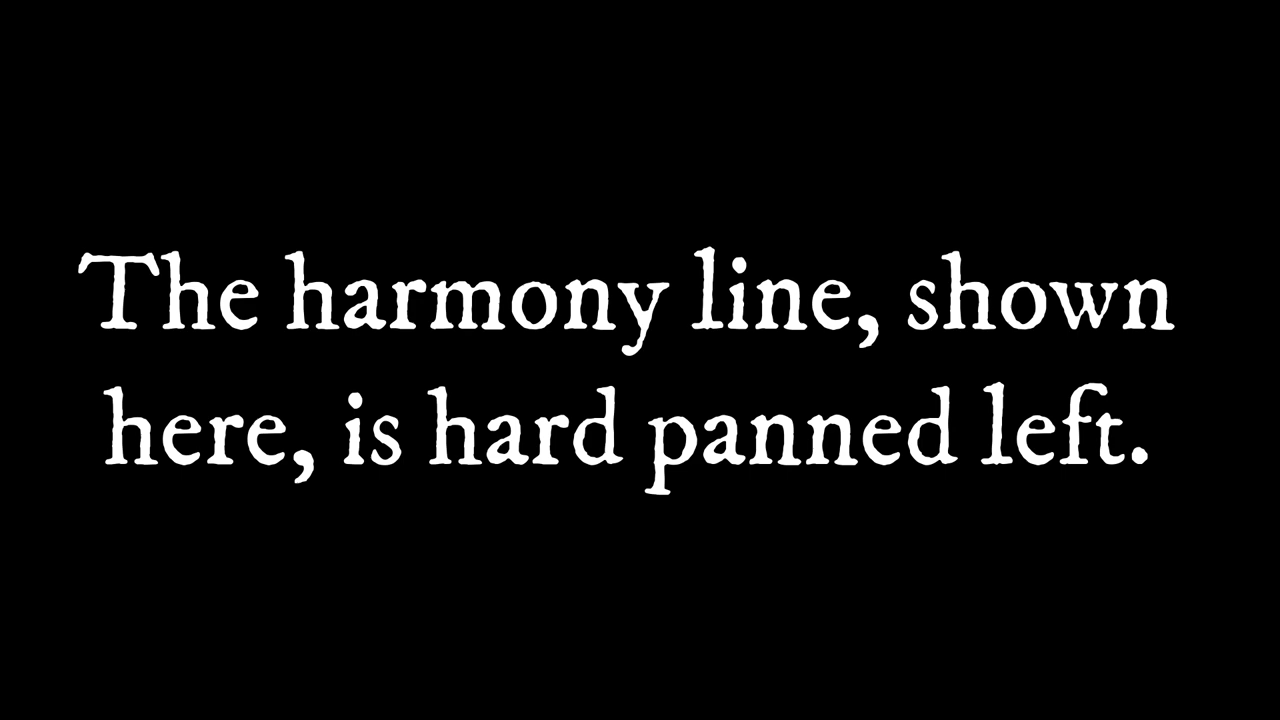 The harmony line, shown
here, is hard panned left.